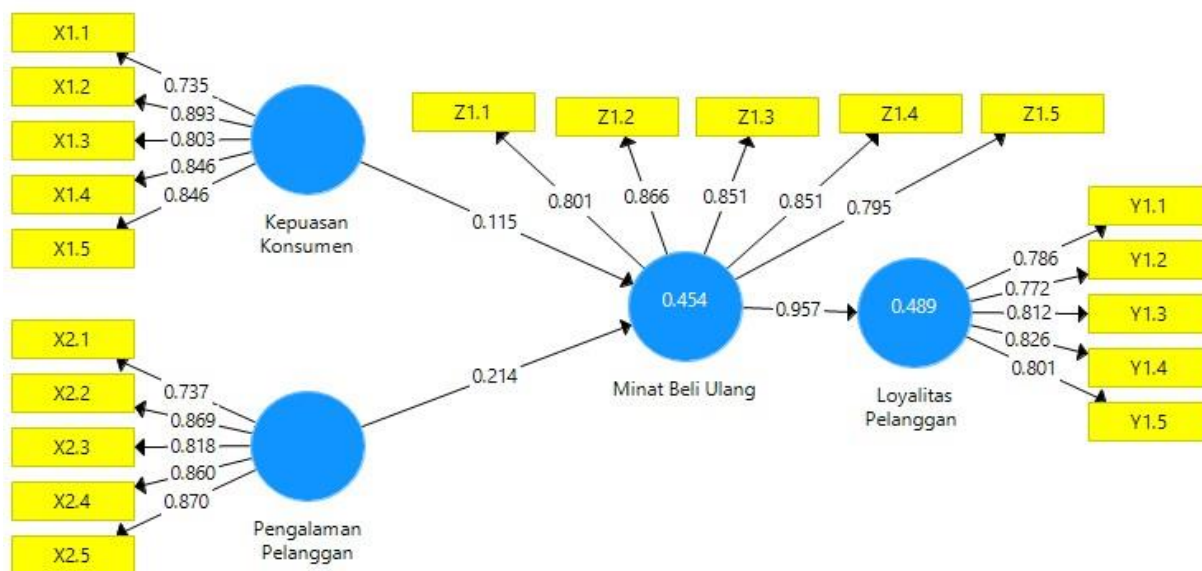 X1.1
X1.2
X1.3
X1.4
X1.5
0.735
0.893
0.803
0.846
0.846
Kepuasan
Konsumen
0.115
X2.1
X2.2
X2.3
X2.4
X2.5
0.737
0.869
0.818
0.860
0.870
Pengalaman
Pelanggan
0.214
Z1.1
Z1.2
Z1.3
Z1.4
Z1.5
0.801
0.866
0.851
0.851
0.795
0.454
Minat Beli Ulang
0.957
0.489
Loyalitas
Pelanggan
0.786
0.772
0.812
0.826
0.801
Y1.1
Y1.2
Y1.3
Y1.4
Y1.5